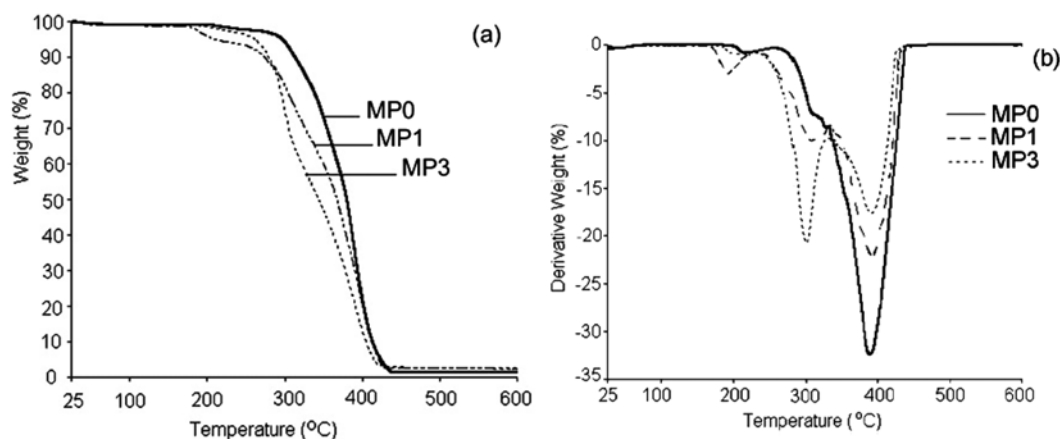 (a)
Weight (%)
100
90
80
70
60
50
40
30
20
10
0
MP0
MP1
MP3
25 100 200 300 400 500 600
Temperature (°C)
(b)
Derivative Weight (%)
0
-5
-10
-15
-20
-25
-30
-35
MP0
MP1
MP3
25 100 200 300 400 500 600
Temperature (°C)